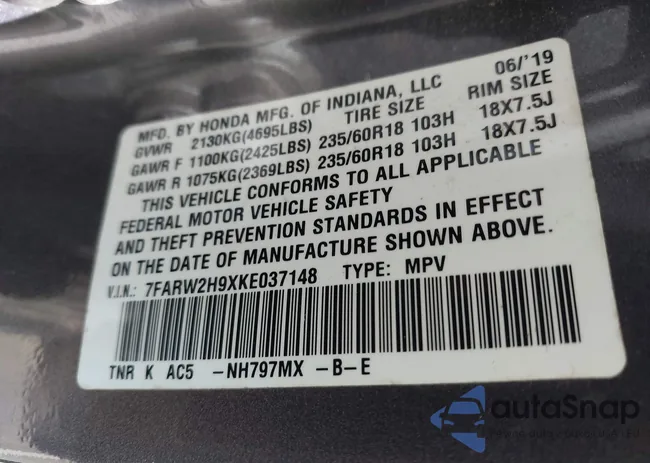 06/'19
MFD. BY HONDA MFG. OF INDIANA, LLC
GVWR 2130KG(4695LBS) TIRE SIZE RIM SIZE
GAWR F 1100KG(2425LBS) 235/60R18 103H 18X7.5J
GAWR R 1075KG(2369LBS) 235/60R18 103H 18X7.5J
THIS VEHICLE CONFORMS TO ALL APPLICABLE
FEDERAL MOTOR VEHICLE SAFETY
AND THEFT PREVENTION STANDARDS IN EFFECT
ON THE DATE OF MANUFACTURE SHOWN ABOVE.
V.I.N.: 7FARW2H9XKE037148 TYPE: MPV
TNR K AC5 -NH797MX -B-E
autoSnap